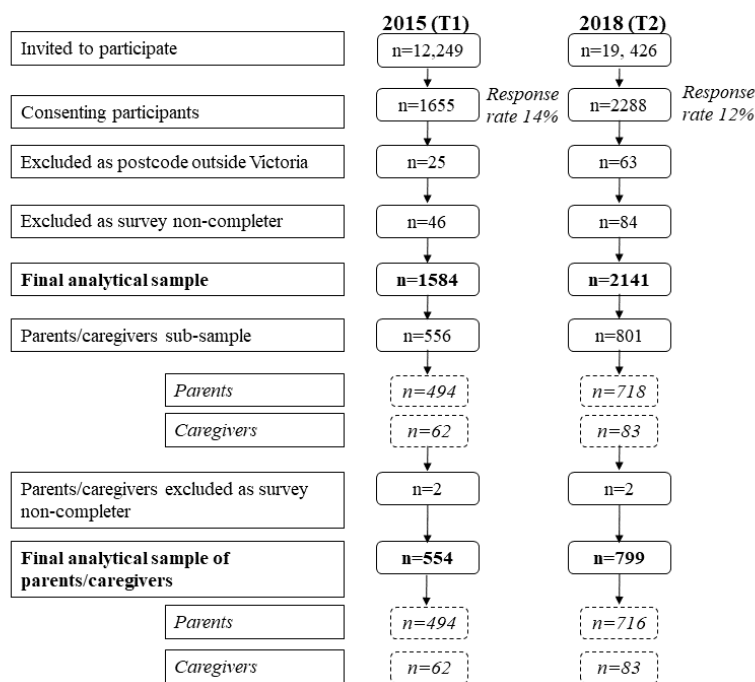 2015 (T1) 2018 (T2)
Invited to participate n=12,249 n=19, 426
Consenting participants n=1655 Response rate 14% n=2288 Response rate 12%
Excluded as postcode outside Victoria n=25 n=63
Excluded as survey non-completer n=46 n=84
Final analytical sample n=1584 n=2141
Parents/caregivers sub-sample n=556 n=801
Parents n=494 n=718
Caregivers n=62 n=83
Parents/caregivers excluded as survey n=2 n=2
non-completer
Final analytical sample of n=554 n=799
parents/caregivers
Parents n=494 n=716
Caregivers n=62 n=83